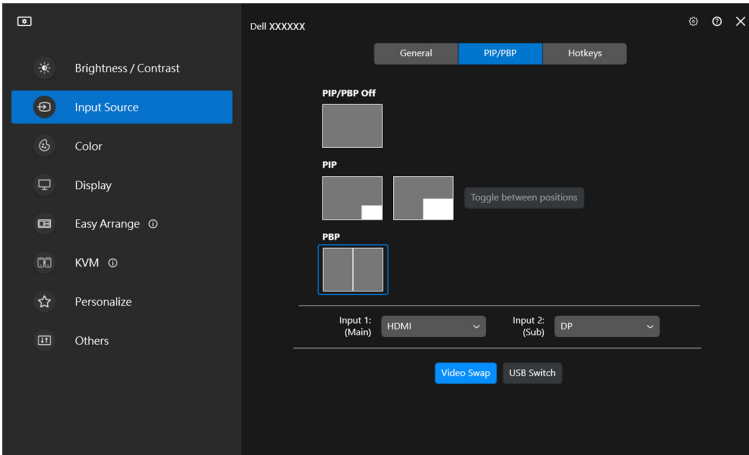 Dell XXXXXX
General
PIP/PBP
Hotkeys
Brightness / Contrast
Input Source
Color
Display
Easy Arrange
KVM
Personalize
Others
PIP/PBP Off
PIP
Toggle between positions
PBP
Input 1:
(Main)
HDMI
Input 2:
(Sub)
DP
Video Swap
USB Switch